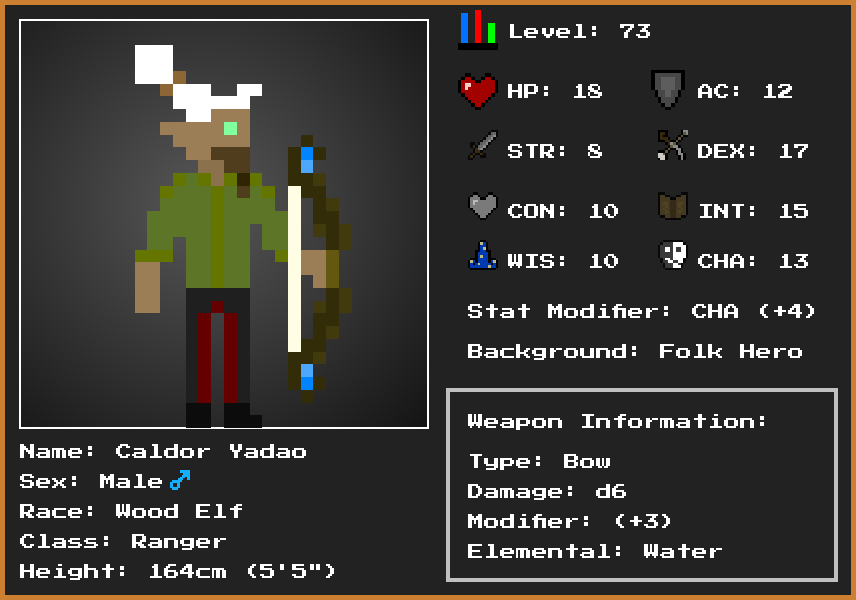 Level: 73
HP: 18 AC: 12
STR: 8 DEX: 17
CON: 10 INT: 15
WIS: 10 CHA: 13
Stat Modifier: CHA (+4)
Background: Folk Hero
Weapon Information:
Type: Bow
Damage: d6
Modifier: (+3)
Elemental: Water
Name: Caldor Yadao
Sex: Male♂
Race: Wood Elf
Class: Ranger
Height: 164cm (5'5")